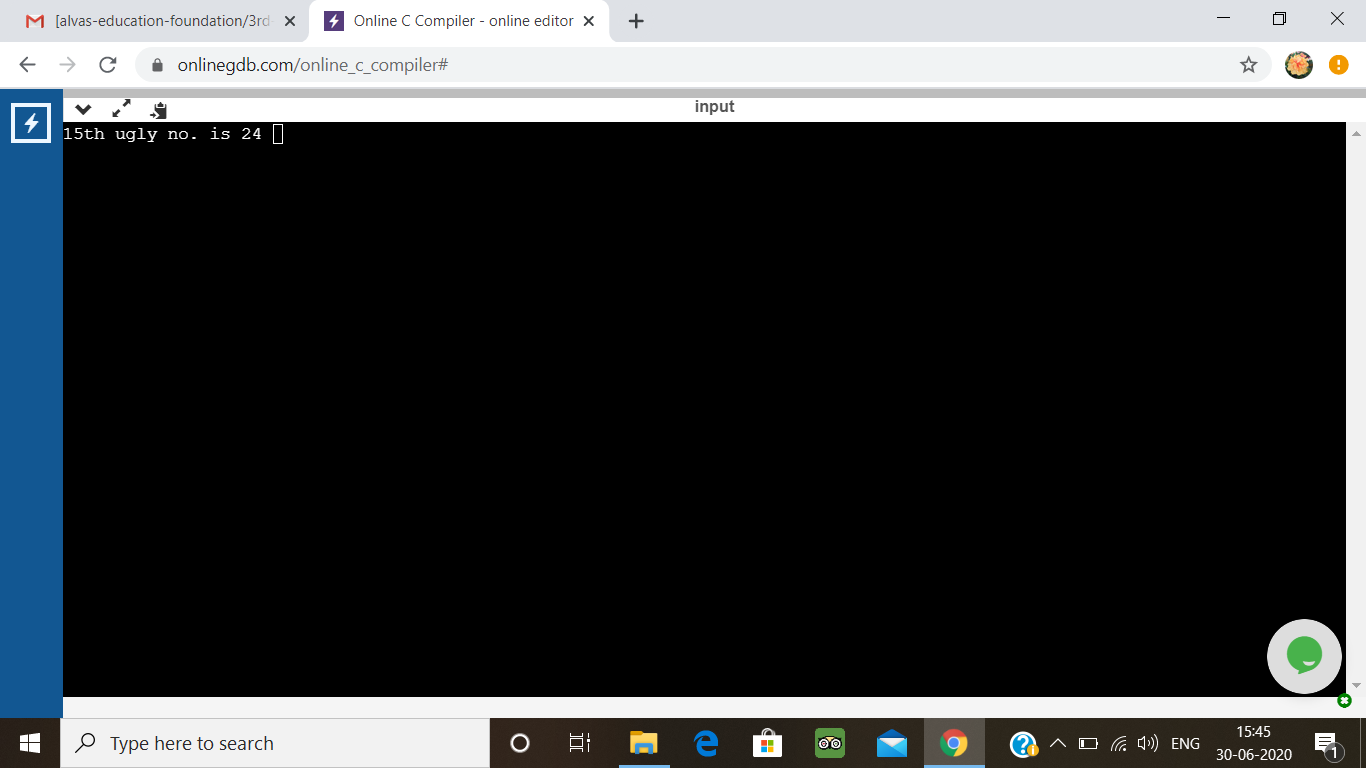 [alvas-education-foundation/3rd
Online C Compiler - online editor
onlinegdb.com/online_c_compiler#
input
15th ugly no. is 24
Type here to search
ENG
15:45
30-06-2020
1